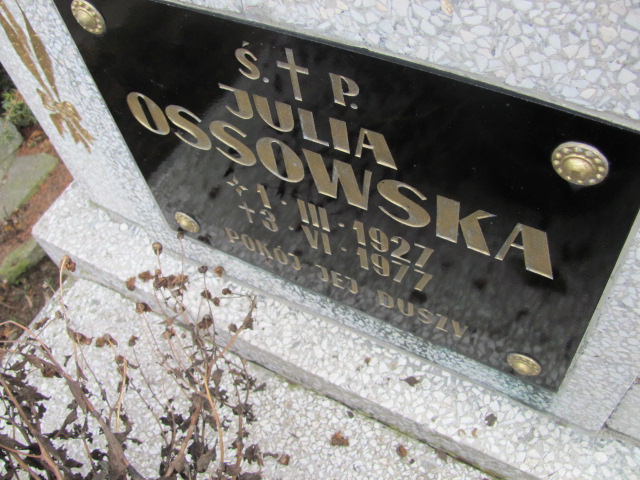 Ś. † P.
JULIA
OSSOWSKA
* 1 · III · 1927
† 3 · VI · 1977
POKÓJ JEJ DUSZY